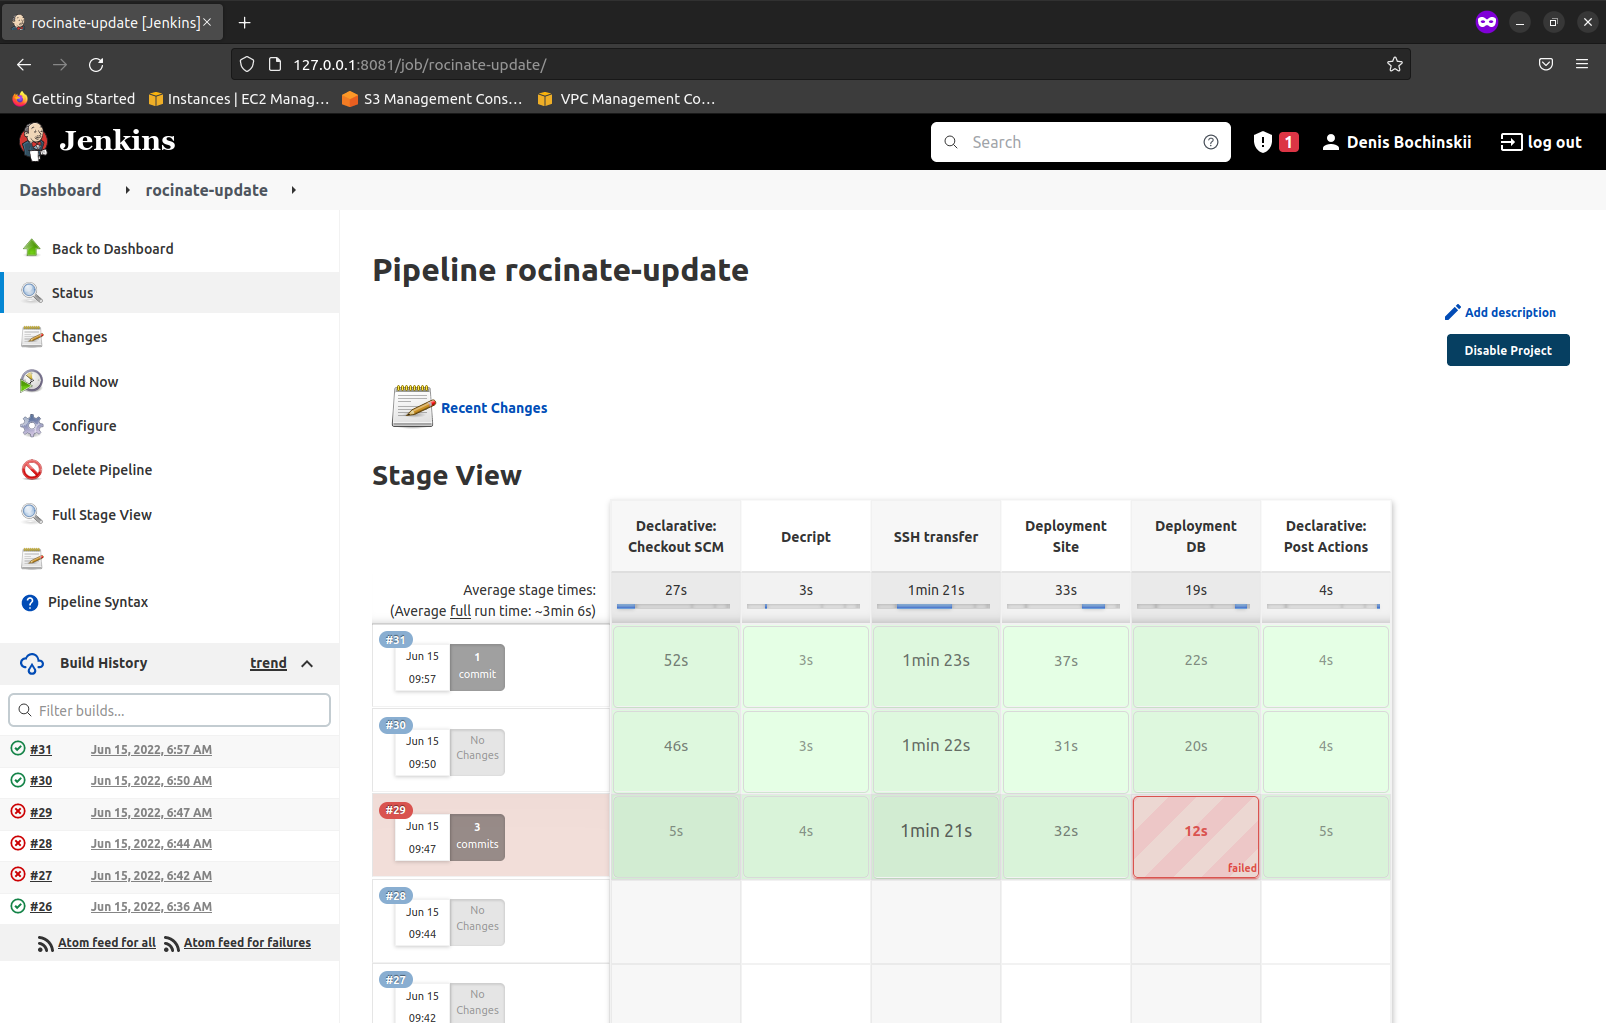 rocinate-update [Jenkins]
127.0.0.1:8081/job/rocinate-update/
Getting Started
Instances | EC2 Manag…
S3 Management Cons…
VPC Management Co…
Jenkins
Search
1
Denis Bochinskii
log out
Dashboard
rocinate-update
Back to Dashboard
Status
Changes
Build Now
Configure
Delete Pipeline
Full Stage View
Rename
Pipeline Syntax
Build History
trend
Filter builds...
#31 Jun 15, 2022, 6:57 AM
#30 Jun 15, 2022, 6:50 AM
#29 Jun 15, 2022, 6:47 AM
#28 Jun 15, 2022, 6:44 AM
#27 Jun 15, 2022, 6:42 AM
#26 Jun 15, 2022, 6:36 AM
Atom feed for all
Atom feed for failures
Pipeline rocinate-update
Add description
Disable Project
Recent Changes
Stage View
Declarative:
Checkout SCM
Decript
SSH transfer
Deployment
Site
Deployment
DB
Declarative:
Post Actions
Average stage times:
(Average full run time: ~3min 6s)
27s
3s
1min 21s
33s
19s
4s
#31
Jun 15
09:57
1
commit
52s
3s
1min 23s
37s
22s
4s
#30
Jun 15
09:50
No
Changes
46s
3s
1min 22s
31s
20s
4s
#29
Jun 15
09:47
3
commits
5s
4s
1min 21s
32s
12s
failed
5s
#28
Jun 15
09:44
No
Changes
#27
Jun 15
09:42
No
Changes